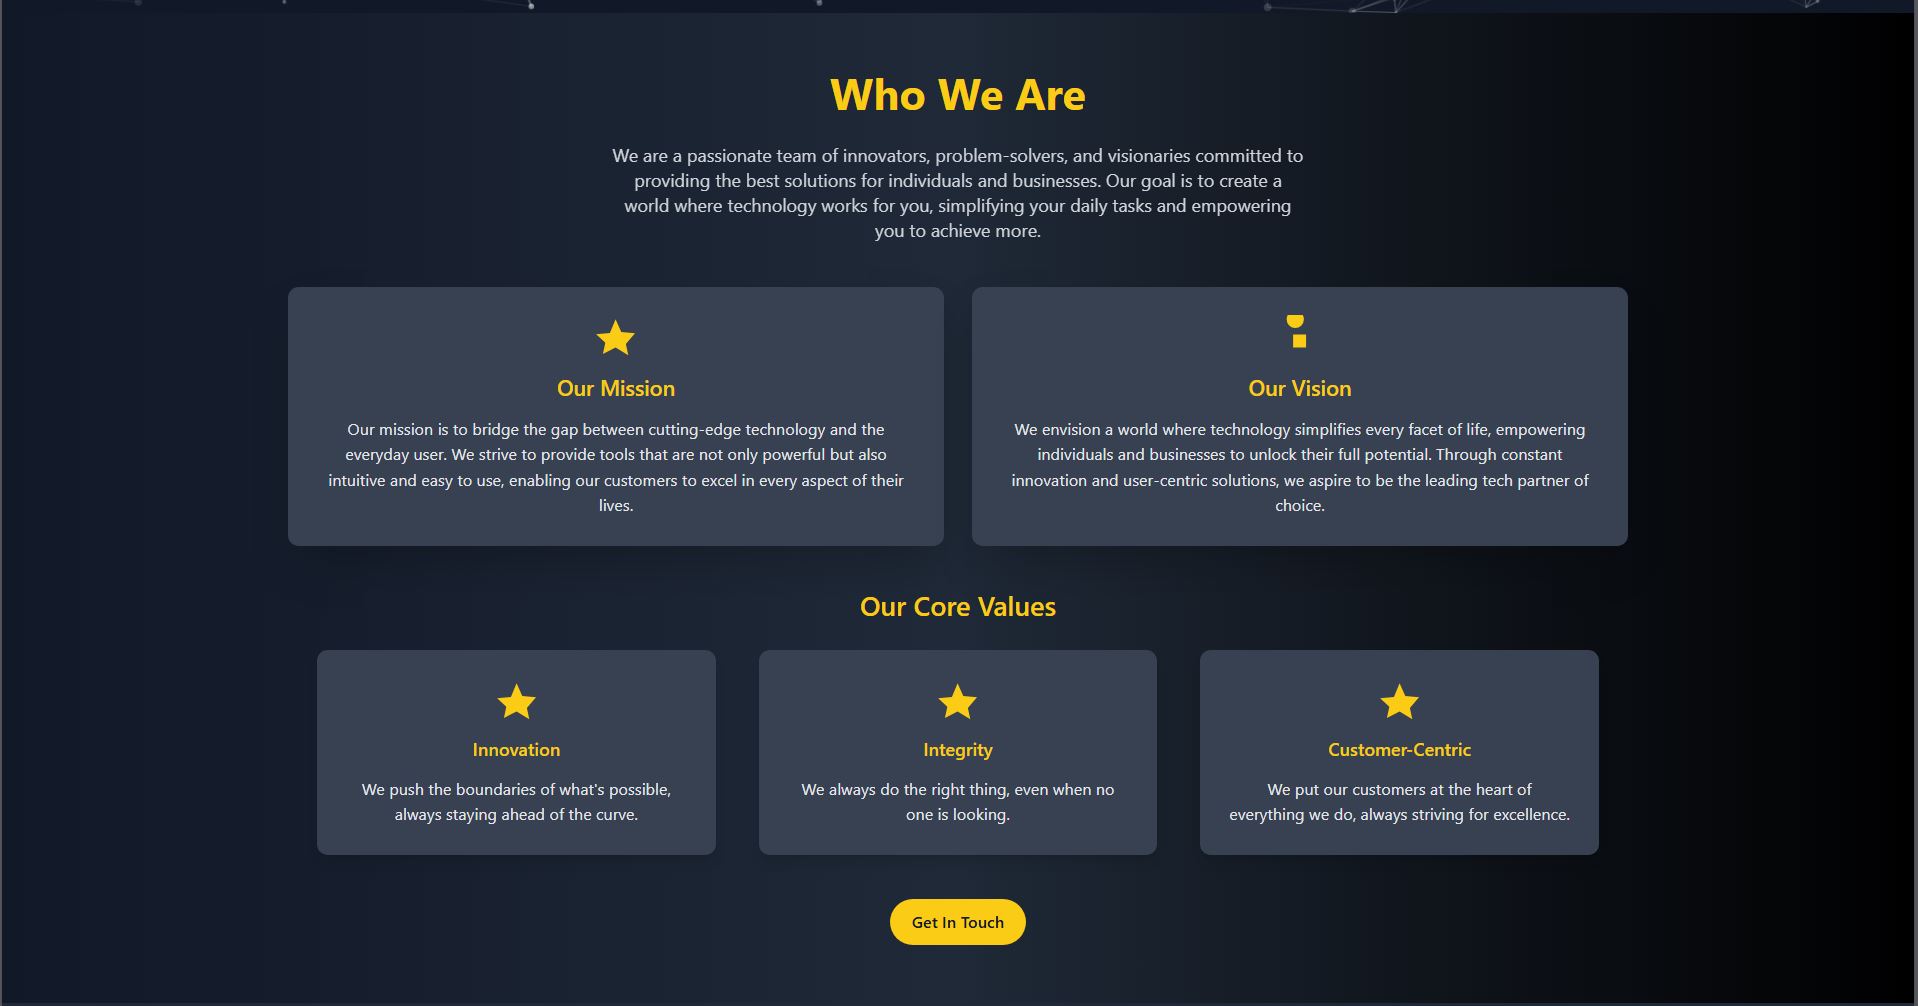 Who We Are
We are a passionate team of innovators, problem-solvers, and visionaries committed to
providing the best solutions for individuals and businesses. Our goal is to create a
world where technology works for you, simplifying your daily tasks and empowering
you to achieve more.
Our Mission
Our mission is to bridge the gap between cutting-edge technology and the
everyday user. We strive to provide tools that are not only powerful but also
intuitive and easy to use, enabling our customers to excel in every aspect of their
lives.
Our Vision
We envision a world where technology simplifies every facet of life, empowering
individuals and businesses to unlock their full potential. Through constant
innovation and user-centric solutions, we aspire to be the leading tech partner of
choice.
Our Core Values
Innovation
We push the boundaries of what's possible,
always staying ahead of the curve.
Integrity
We always do the right thing, even when no
one is looking.
Customer-Centric
We put our customers at the heart of
everything we do, always striving for excellence.
Get In Touch